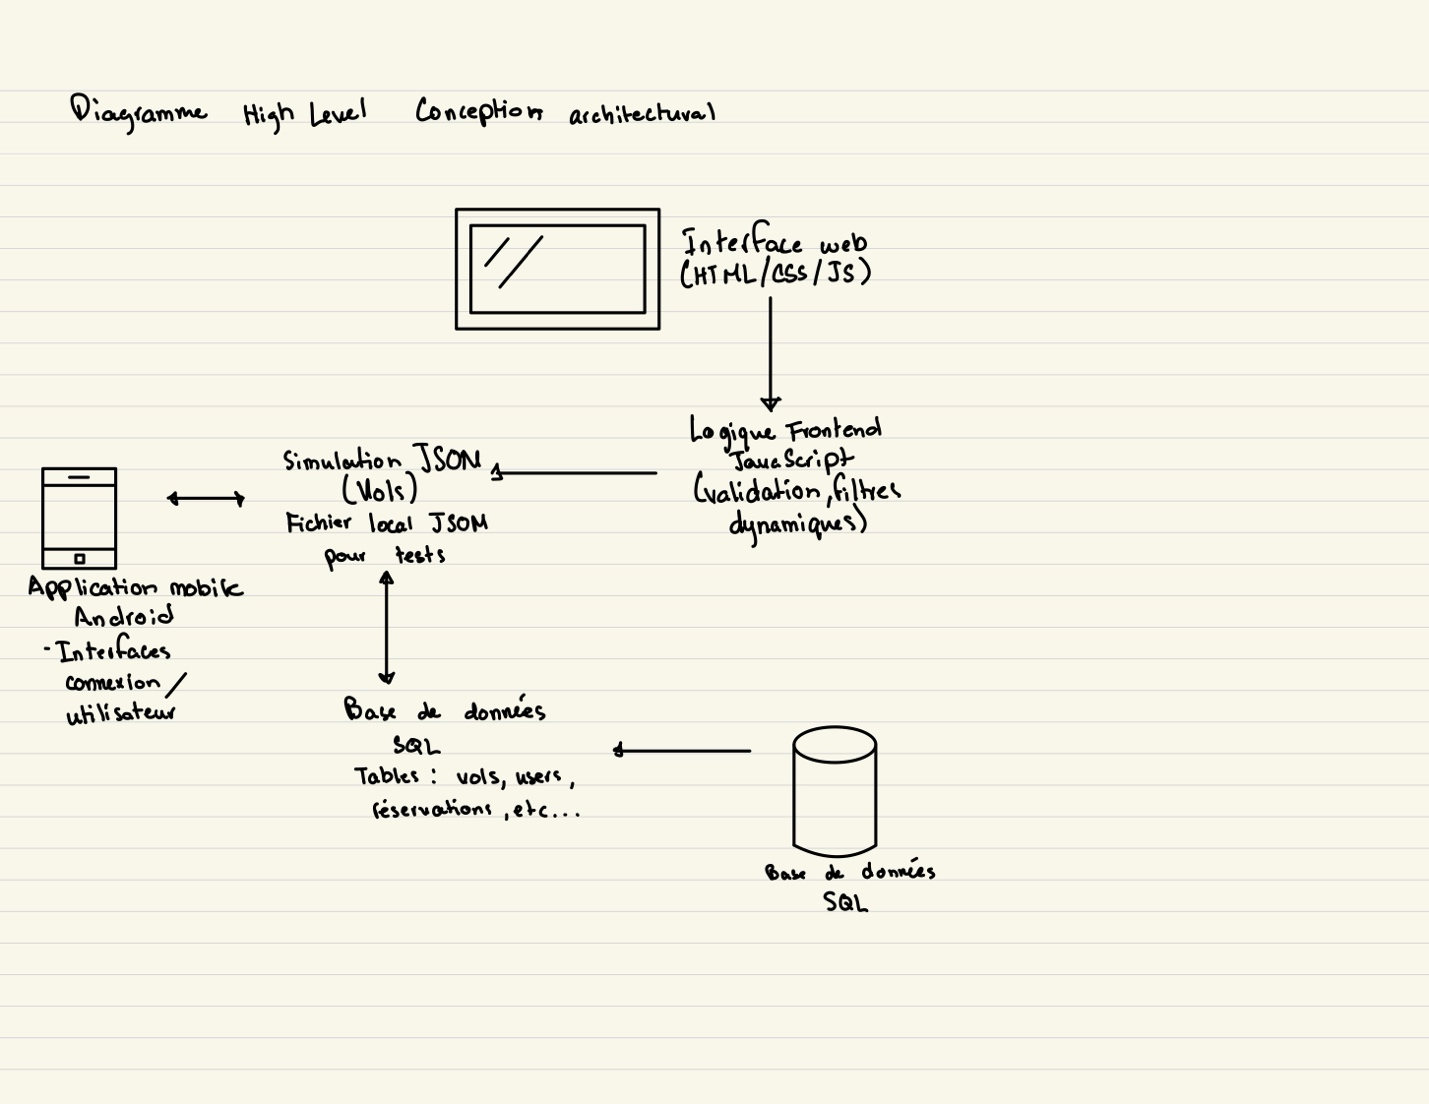 Diagramme High Level Conception architectural
Interface web
(HTML/CSS/JS)
Logique Frontend
JavaScript
(validation, filtres
dynamiques)
Simulation JSON
(Vols)
Fichier local JSON
pour tests
Application mobile
Android
- Interfaces
connexion /
utilisateur
Base de données
SQL
Tables : vols, users,
réservations, etc...
Base de données
SQL